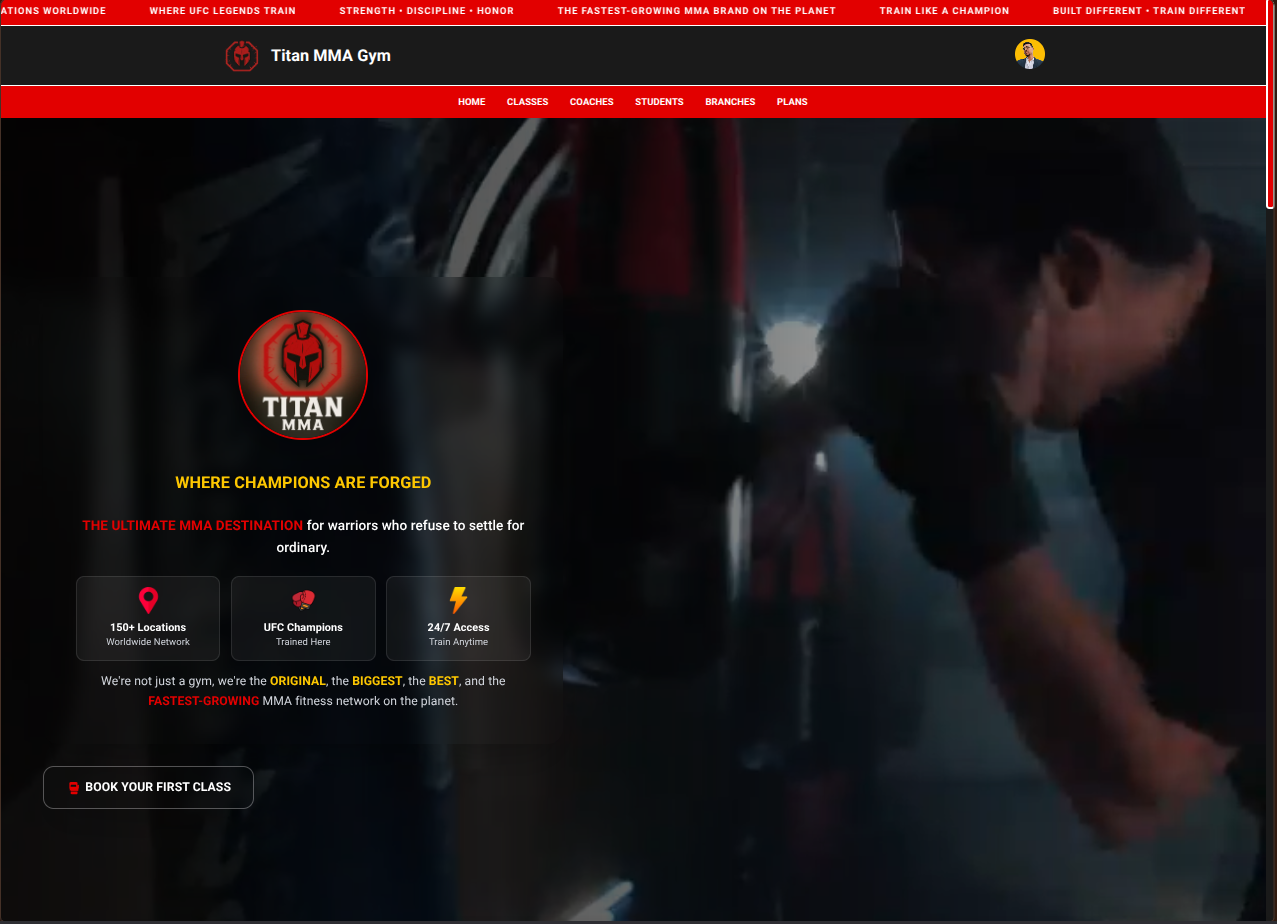 ATIONS WORLDWIDE WHERE UFC LEGENDS TRAIN STRENGTH • DISCIPLINE • HONOR THE FASTEST-GROWING MMA BRAND ON THE PLANET TRAIN LIKE A CHAMPION BUILT DIFFERENT • TRAIN DIFFERENT
Titan MMA Gym
HOME CLASSES COACHES STUDENTS BRANCHES PLANS
TITAN
MMA
WHERE CHAMPIONS ARE FORGED
THE ULTIMATE MMA DESTINATION for warriors who refuse to settle for
ordinary.
150+ Locations
Worldwide Network
UFC Champions
Trained Here
24/7 Access
Train Anytime
We're not just a gym, we're the ORIGINAL, the BIGGEST, the BEST, and the
FASTEST-GROWING MMA fitness network on the planet.
BOOK YOUR FIRST CLASS